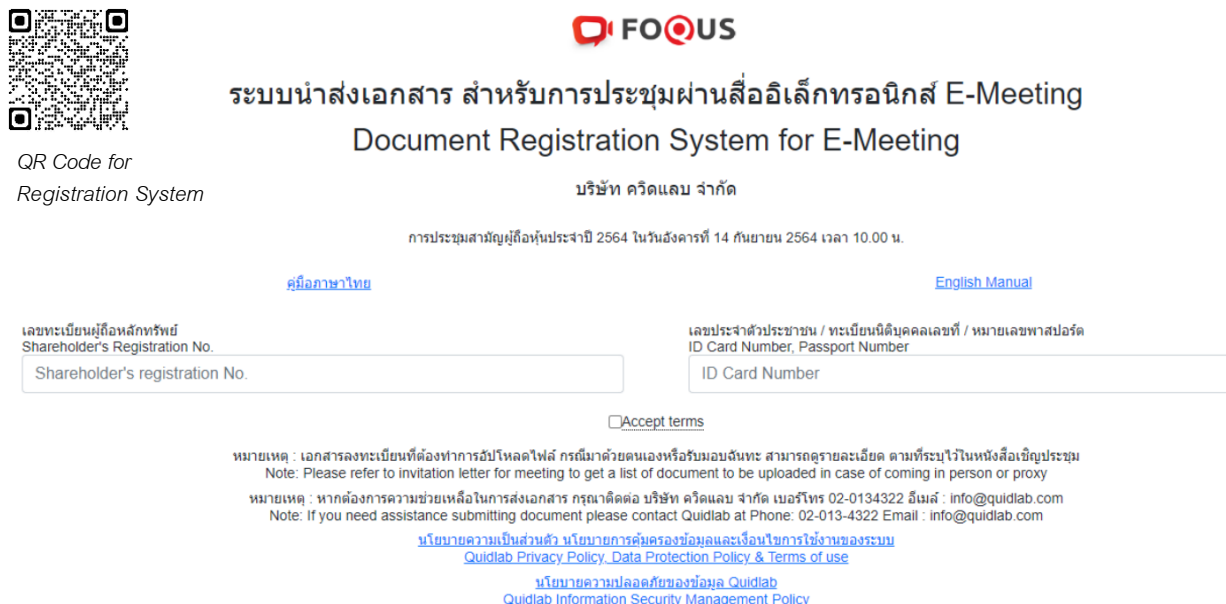 FOQUS
ระบบนำส่งเอกสาร สำหรับการประชุมผ่านสื่ออิเล็กทรอนิกส์ E-Meeting
Document Registration System for E-Meeting
QR Code for
Registration System
บริษัท ควิดแลบ จำกัด
การประชุมสามัญผู้ถือหุ้นประจำปี 2564 ในวันอังคารที่ 14 กันยายน 2564 เวลา 10.00 น.
คู่มือภาษาไทย
English Manual
เลขทะเบียนผู้ถือหลักทรัพย์
Shareholder's Registration No.
Shareholder's registration No.
เลขประจำตัวประชาชน / ทะเบียนนิติบุคคลเลขที่ / หมายเลขพาสปอร์ต
ID Card Number, Passport Number
ID Card Number
Accept terms
หมายเหตุ : เอกสารลงทะเบียนที่ต้องทำการอัปโหลดไฟล์ กรณีมาด้วยตนเองหรือรับมอบฉันทะ สามารถดูรายละเอียด ตามที่ระบุไว้ในหนังสือเชิญประชุม
Note: Please refer to invitation letter for meeting to get a list of document to be uploaded in case of coming in person or proxy
หมายเหตุ : หากต้องการความช่วยเหลือในการส่งเอกสาร กรุณาติดต่อ บริษัท ควิดแลบ จำกัด เบอร์โทร 02-0134322 อีเมล์ : info@quidlab.com
Note: If you need assistance submitting document please contact Quidlab at Phone: 02-013-4322 Email : info@quidlab.com
นโยบายความเป็นส่วนตัว นโยบายการคุ้มครองข้อมูลและเงื่อนไขการใช้งานของระบบ
Quidlab Privacy Policy, Data Protection Policy & Terms of use
นโยบายความปลอดภัยของข้อมูล Quidlab
Quidlab Information Security Management Policy